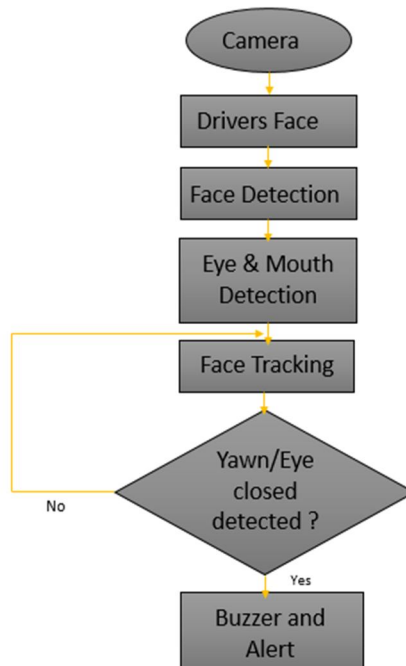 Camera
Drivers Face
Face Detection
Eye & Mouth
Detection
Face Tracking
Yawn/Eye
closed
detected ?
No
Yes
Buzzer and
Alert